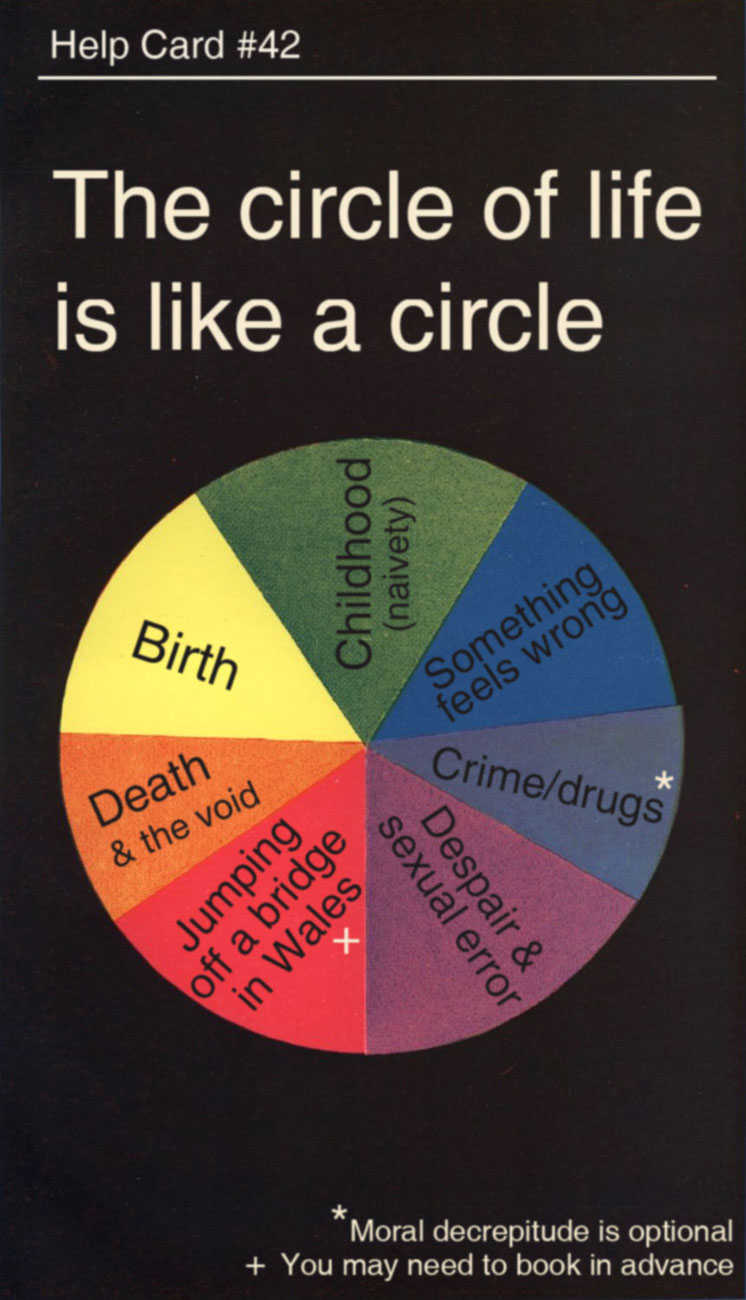 Help Card #42
The circle of life
is like a circle
Childhood
(naivety)
Something
feels wrong
Crime/drugs*
Despair &
sexual error
Jumping
off a bridge
in Wales
+
Death
& the void
Birth
*Moral decrepitude is optional
+ You may need to book in advance